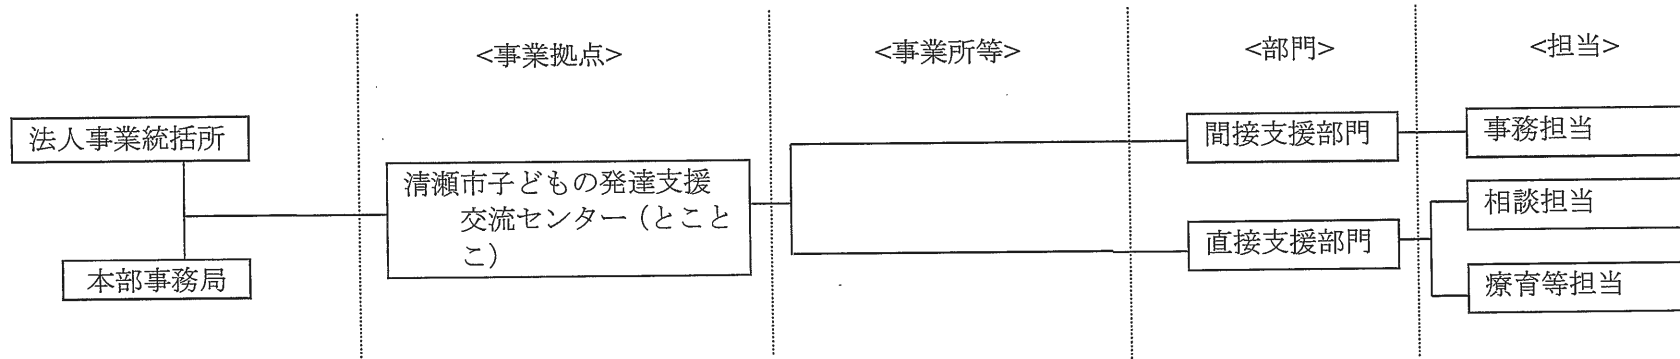 <事業拠点>
<事業所等>
<部門>
<担当>
法人事業統括所
本部事務局
清瀬市子どもの発達支援
交流センター（とこと
こ）
間接支援部門
直接支援部門
事務担当
相談担当
療育等担当